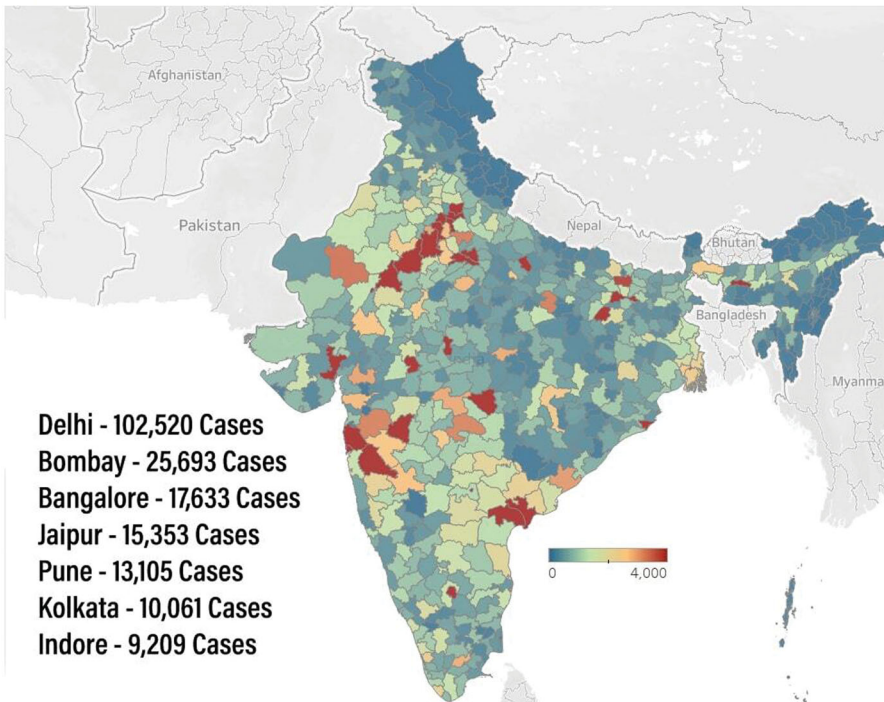 Afghanistan
Pakistan
Nepal
Bhutan
Bangladesh
Myanma
Delhi - 102,520 Cases
Bombay - 25,693 Cases
Bangalore - 17,633 Cases
Jaipur - 15,353 Cases
Pune - 13,105 Cases
Kolkata - 10,061 Cases
Indore - 9,209 Cases
0 4,000